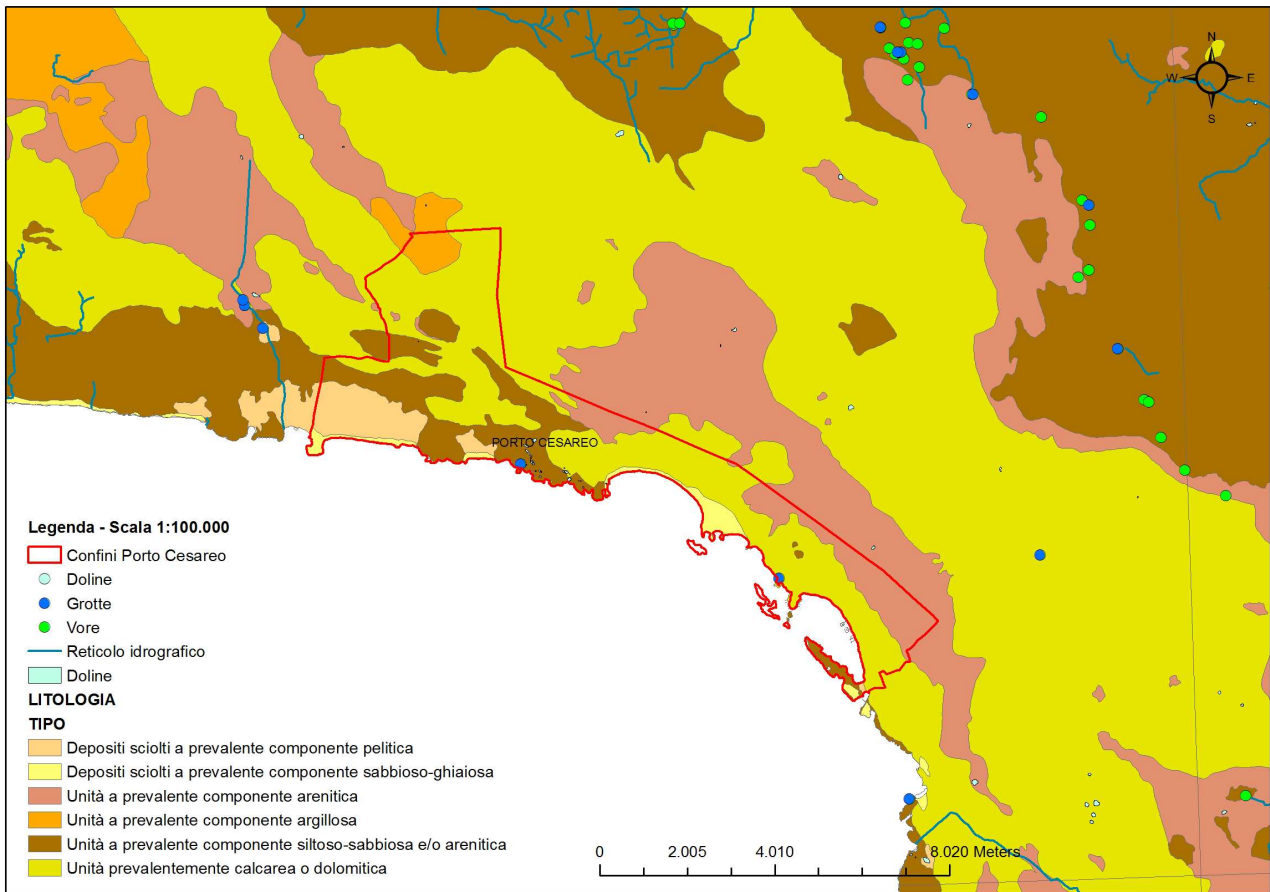 N
W E
S
PORTO CESAREO
Legenda - Scala 1:100.000
Confini Porto Cesareo
Doline
Grotte
Vore
Reticolo idrografico
Doline
LITOLOGIA
TIPO
Depositi sciolti a prevalente componente pelitica
Depositi sciolti a prevalente componente sabbioso-ghiaiosa
Unità a prevalente componente arenitica
Unità a prevalente componente argillosa
Unità a prevalente componente siltoso-sabbiosa e/o arenitica
Unità prevalentemente calcarea o dolomitica
0 2.005 4.010 8.020 Meters